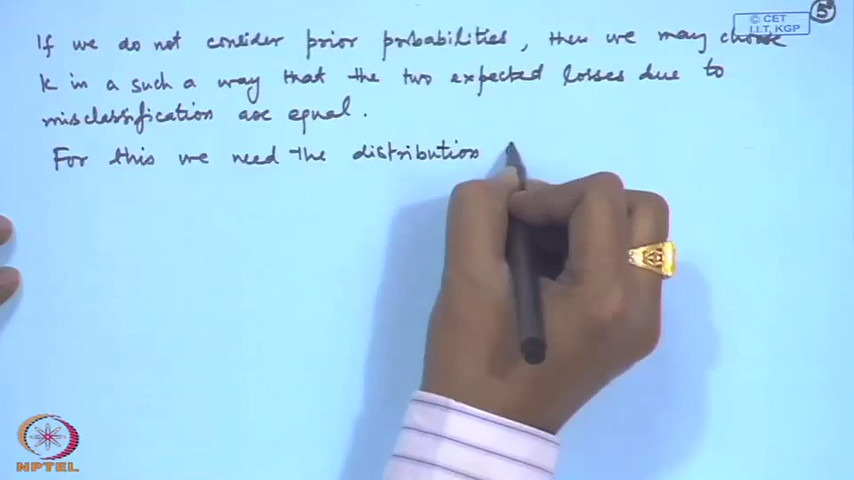 © CET
I.I.T, KGP
5
If we do not consider prior probabilities, then we may choose
k in a such a way that the two expected losses due to
misclassification are equal.
For this we need the distribution
NPTEL